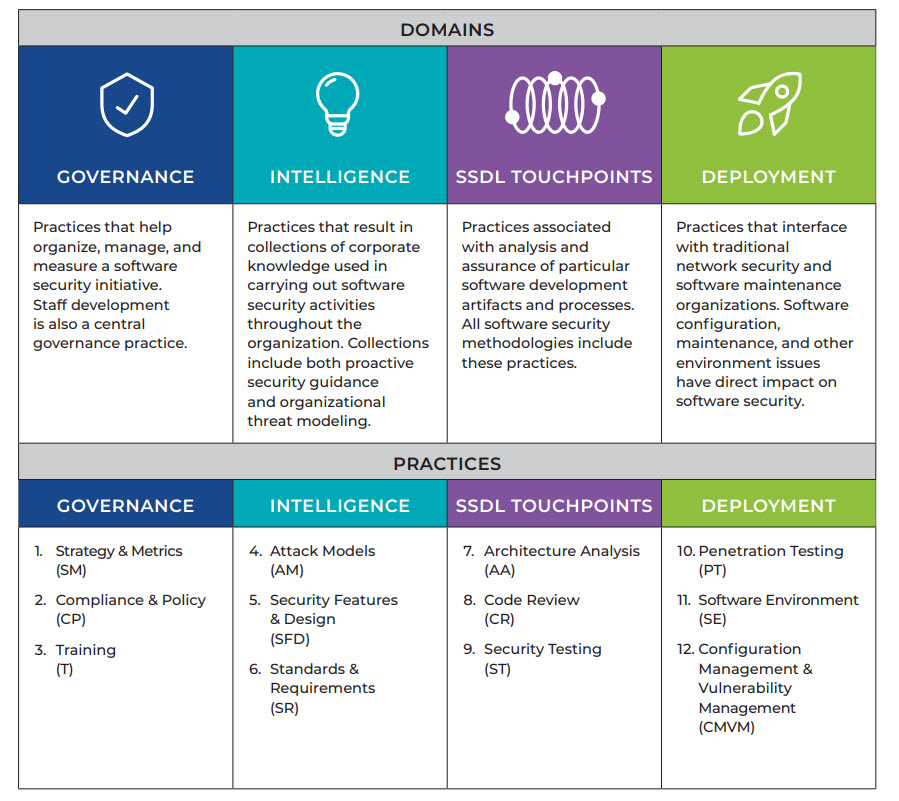 DOMAINS
GOVERNANCE
INTELLIGENCE
SSDL TOUCHPOINTS
DEPLOYMENT
Practices that help
organize, manage, and
measure a software
security initiative.
Staff development
is also a central
governance practice.
Practices that result in
collections of corporate
knowledge used in
carrying out software
security activities
throughout the
organization. Collections
include both proactive
security guidance
and organizational
threat modeling.
Practices associated
with analysis and
assurance of particular
software development
artifacts and processes.
All software security
methodologies include
these practices.
Practices that interface
with traditional
network security and
software maintenance
organizations. Software
configuration,
maintenance, and other
environment issues
have direct impact on
software security.
PRACTICES
GOVERNANCE
INTELLIGENCE
SSDL TOUCHPOINTS
DEPLOYMENT
1. Strategy & Metrics
(SM)
2. Compliance & Policy
(CP)
3. Training
(T)
4. Attack Models
(AM)
5. Security Features
& Design
(SFD)
6. Standards &
Requirements
(SR)
7. Architecture Analysis
(AA)
8. Code Review
(CR)
9. Security Testing
(ST)
10. Penetration Testing
(PT)
11. Software Environment
(SE)
12. Configuration
Management &
Vulnerability
Management
(CMVM)